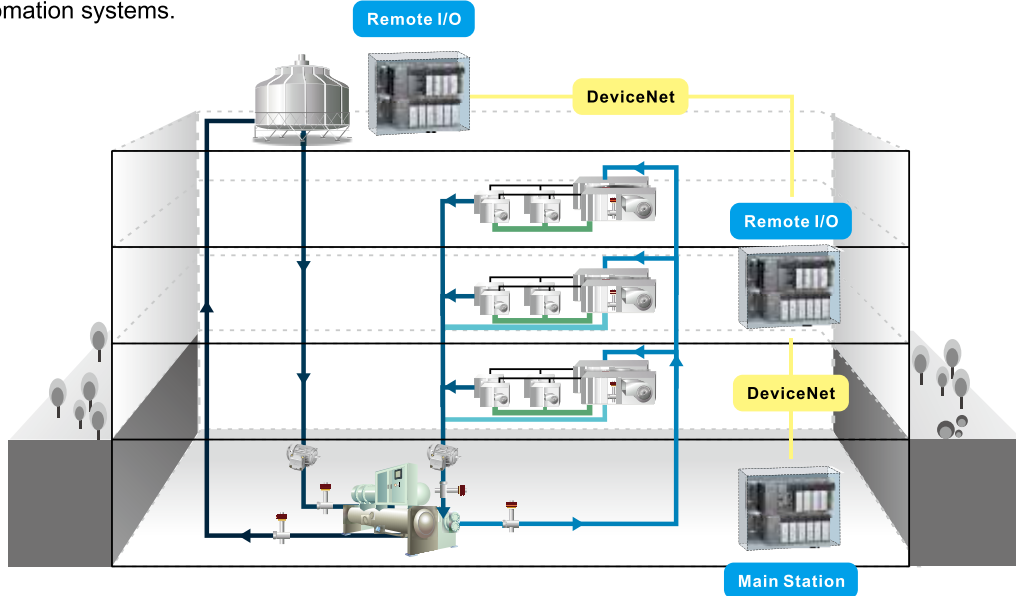 omation systems.
Remote I/O
DeviceNet
Remote I/O
DeviceNet
Main Station